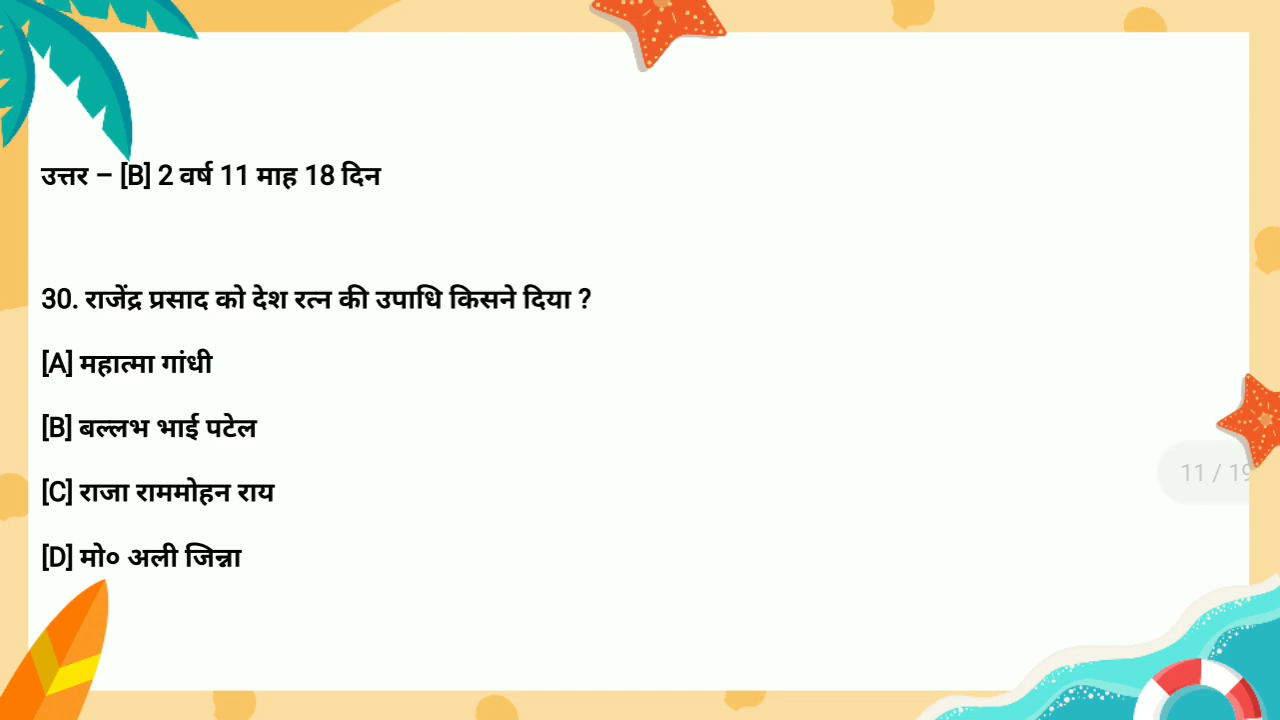 उत्तर – [B] 2 वर्ष 11 माह 18 दिन
30. राजेंद्र प्रसाद को देश रत्न की उपाधि किसने दिया ?
[A] महात्मा गांधी
[B] बल्लभ भाई पटेल
[C] राजा राममोहन राय
[D] मो० अली जिन्ना
11 / 19